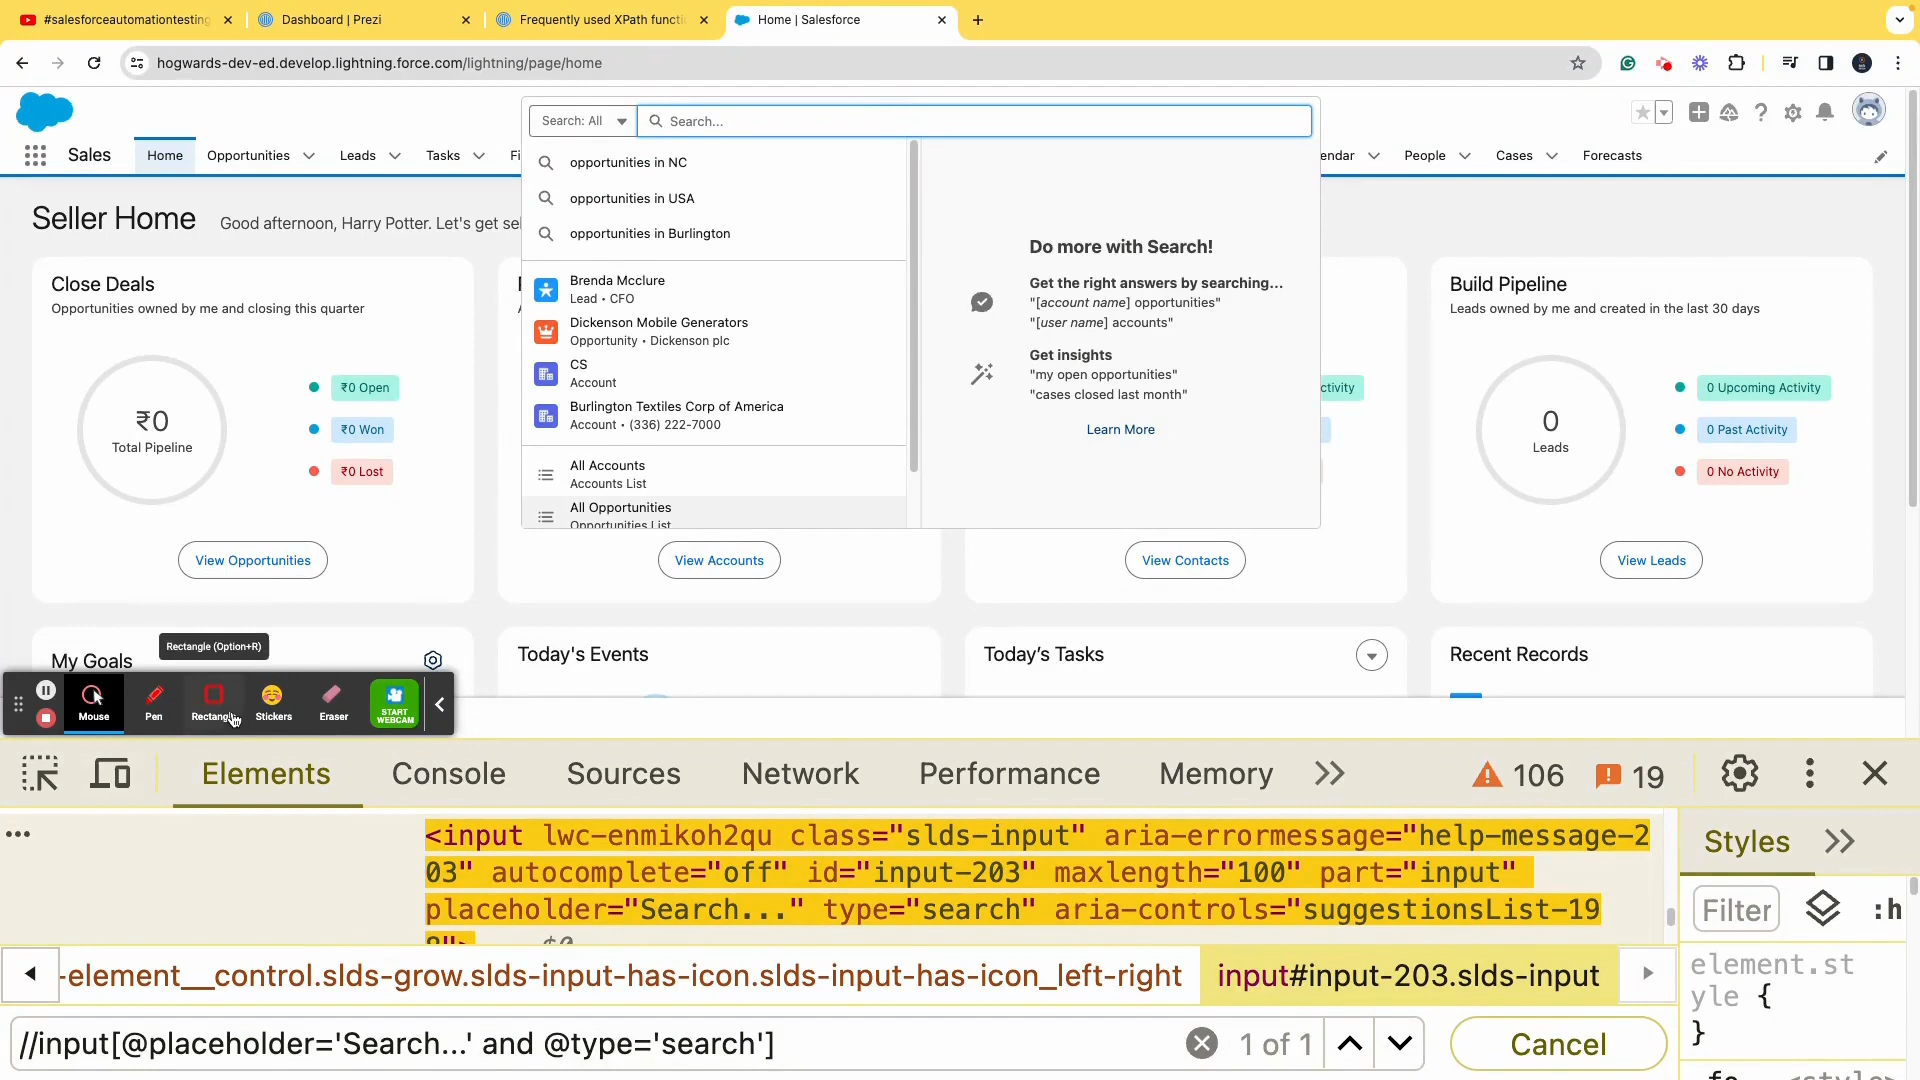 #salesforceautomationtesting
Dashboard | Prezi
Frequently used XPath functi
Home | Salesforce
hogwards-dev-ed.develop.lightning.force.com/lightning/page/home
Search: All
Search...
Sales
Home
Opportunities
Leads
Tasks
Fi
endar
People
Cases
Forecasts
opportunities in NC
opportunities in USA
opportunities in Burlington
Brenda Mcclure
Lead • CFO
Dickenson Mobile Generators
Opportunity • Dickenson plc
CS
Account
Burlington Textiles Corp of America
Account • (336) 222-7000
All Accounts
Accounts List
All Opportunities
Opportunities List
Do more with Search!
Get the right answers by searching...
"[account name] opportunities"
"[user name] accounts"
Get insights
"my open opportunities"
"cases closed last month"
Learn More
Seller Home
Good afternoon, Harry Potter. Let's get sel
Close Deals
Opportunities owned by me and closing this quarter
₹0
Total Pipeline
₹0 Open
₹0 Won
₹0 Lost
View Opportunities
View Accounts
ctivity
View Contacts
Build Pipeline
Leads owned by me and created in the last 30 days
0
Leads
0 Upcoming Activity
0 Past Activity
0 No Activity
View Leads
My Goals
Today's Events
Today's Tasks
Recent Records
Rectangle (Option+R)
Mouse
Pen
Rectangle
Stickers
Eraser
START
WEBCAM
Elements
Console
Sources
Network
Performance
Memory
106
19
<input lwc-enmikoh2qu class="slds-input" aria-errormessage="help-message-2
03" autocomplete="off" id="input-203" maxlength="100" part="input"
placeholder="Search..." type="search" aria-controls="suggestionsList-19
-element__control.slds-grow.slds-input-has-icon.slds-input-has-icon_left-right
input#input-203.slds-input
//input[@placeholder='Search...' and @type='search']
1 of 1
Cancel
Styles
Filter
:h
element.st
yle {
}